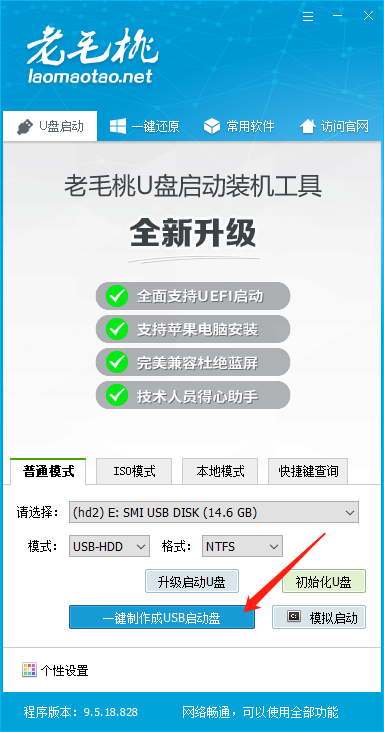 老毛桃
laomaotao.net
U盘启动 一键还原 常用软件 访问官网
老毛桃U盘启动装机工具
全新升级
全面支持UEFI启动
支持苹果电脑安装
完美兼容杜绝蓝屏
技术人员得心助手
普通模式 ISO模式 本地模式 快捷键查询
请选择： (hd2) E: SMI USB DISK (14.6 GB)
模式： USB-HDD 格式： NTFS
升级启动U盘 初始化U盘
一键制作成USB启动盘 模拟启动
个性设置
程序版本：9.5.18.828 网络畅通，可以使用全部功能